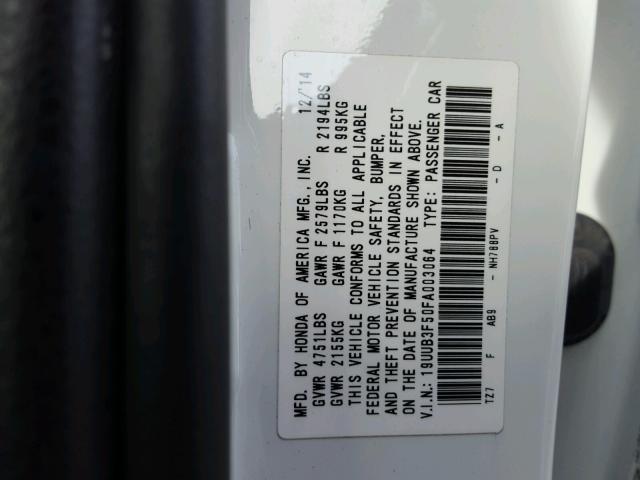 MFD. BY HONDA OF AMERICA MFG., INC. 12/'14
GVWR 4751LBS GAWR F 2579LBS R 2194LBS
GVWR 2155KG GAWR F 1170KG R 995KG
THIS VEHICLE CONFORMS TO ALL APPLICABLE
FEDERAL MOTOR VEHICLE SAFETY, BUMPER,
AND THEFT PREVENTION STANDARDS IN EFFECT
ON THE DATE OF MANUFACTURE SHOWN ABOVE.
V.I.N.: 19UUB3F50FA003064 TYPE: PASSENGER CAR
TZ7 F AB9 - NH788PV - D - A